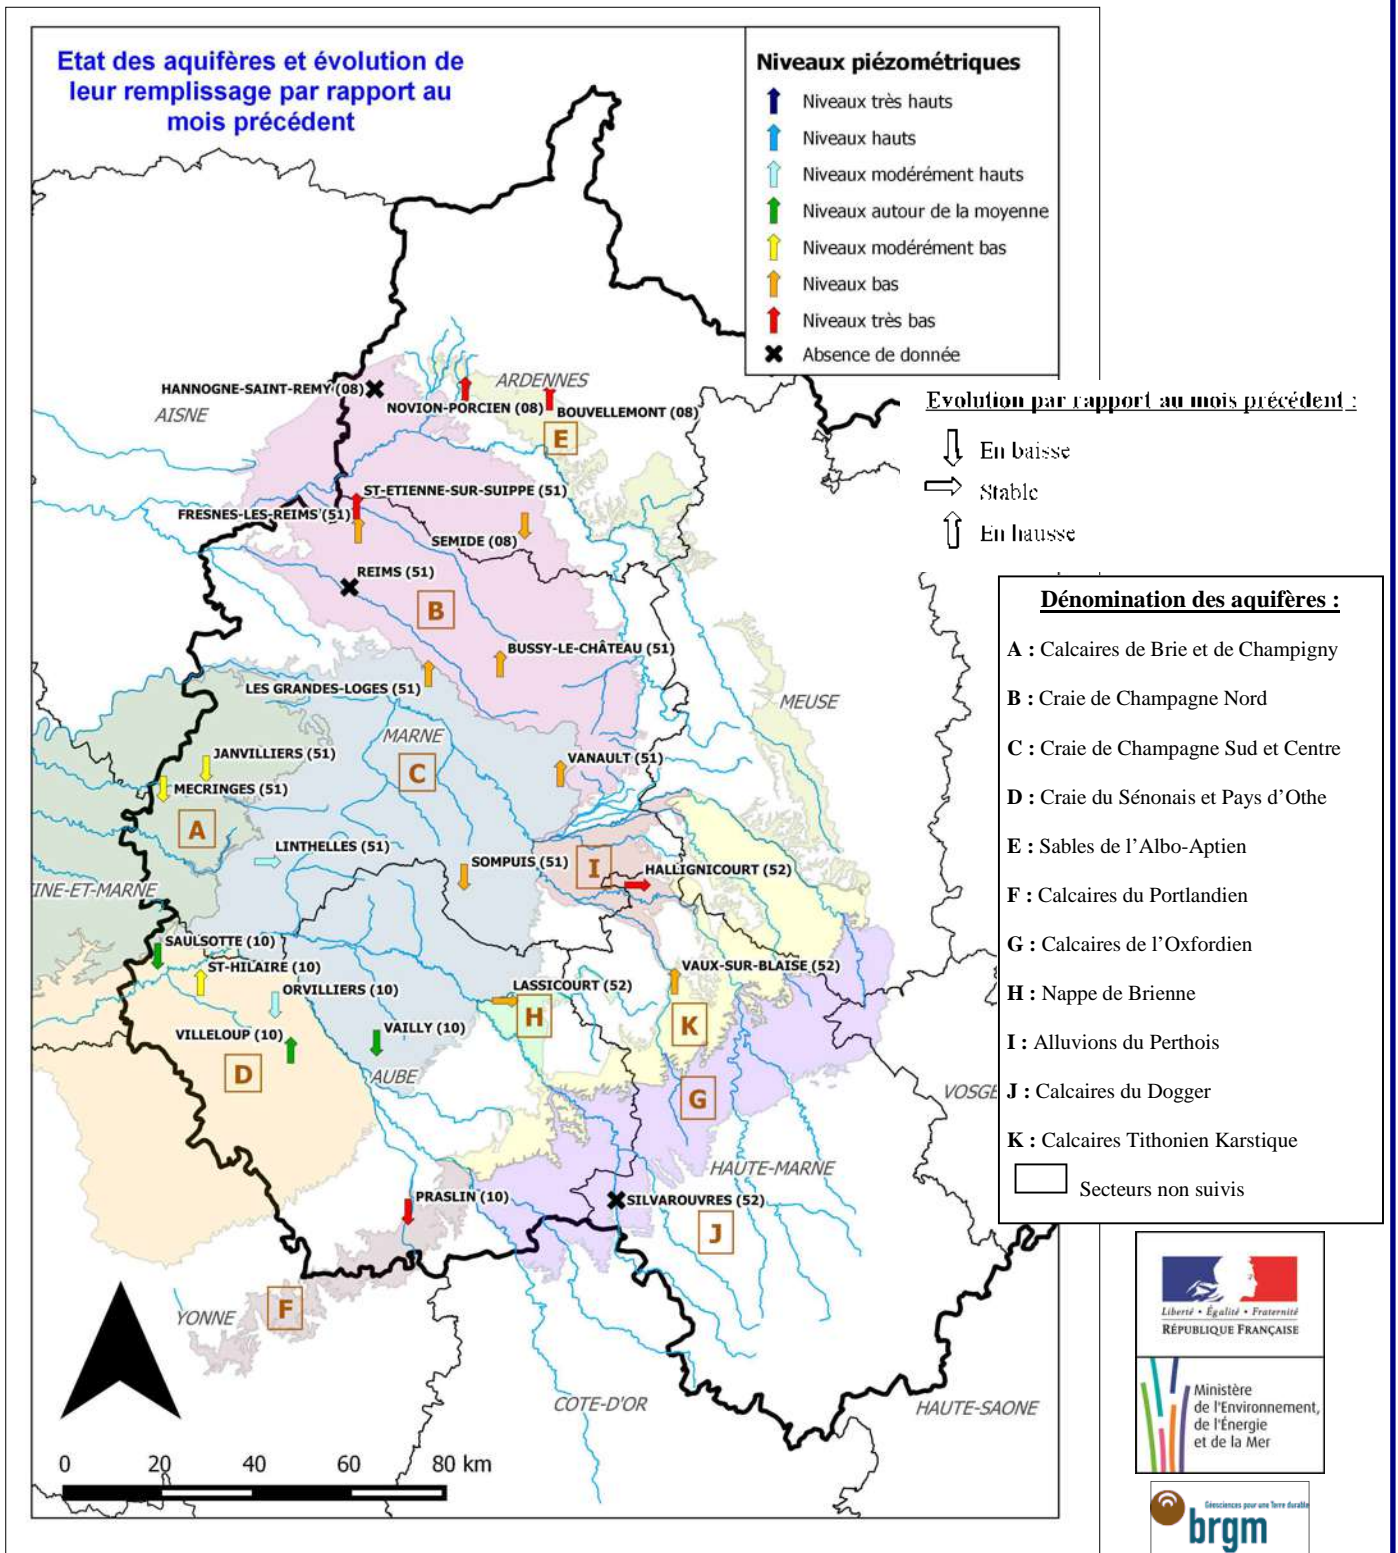 Etat des aquifères et évolution de
leur remplissage par rapport au
mois précédent
Niveaux piézométriques
Niveaux très hauts
Niveaux hauts
Niveaux modérément hauts
Niveaux autour de la moyenne
Niveaux modérément bas
Niveaux bas
Niveaux très bas
Absence de donnée
Evolution par rapport au mois précédent :
En baisse
Stable
En hausse
Dénomination des aquifères :
A : Calcaires de Brie et de Champigny
B : Craie de Champagne Nord
C : Craie de Champagne Sud et Centre
D : Craie du Sénonais et Pays d'Othe
E : Sables de l'Albo-Aptien
F : Calcaires du Portlandien
G : Calcaires de l'Oxfordien
H : Nappe de Brienne
I : Alluvions du Perthois
J : Calcaires du Dogger
K : Calcaires Tithonien Karstique
Secteurs non suivis
HANNOGNE-SAINT-REMY (08)
ARDENNES
AISNE
NOVION-PORCIEN (08)
BOUVELLEMONT (08)
E
ST-ETIENNE-SUR-SUIPPE (51)
FRESNES-LES-REIMS (51)
SEMIDE (08)
REIMS (51)
B
BUSSY-LE-CHÂTEAU (51)
LES GRANDES-LOGES (51)
MEUSE
MARNE
JANVILLIERS (51)
VANAULT (51)
C
MECRINGES (51)
A
LINTHELLES (51)
SOMPUIS (51)
I
HALLIGNICOURT (52)
INE-ET-MARNE
SAULSOTTE (10)
ST-HILAIRE (10)
VAUX-SUR-BLAISE (52)
ORVILLIERS (10)
LASSICOURT (52)
H
K
VILLELOUP (10)
VAILLY (10)
D
AUBE
G
VOSGE
HAUTE-MARNE
PRASLIN (10)
SILVAROUVRES (52)
J
F
YONNE
COTE-D'OR
HAUTE-SAONE
0 20 40 60 80 km
Liberté • Égalité • Fraternité
RÉPUBLIQUE FRANÇAISE
Ministère
de l'Environnement,
de l'Énergie
et de la Mer
Géosciences pour une Terre durable
brgm